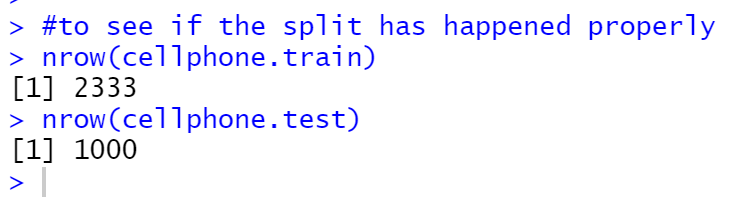 > #to see if the split has happened properly
> nrow(cellphone.train)
[1] 2333
> nrow(cellphone.test)
[1] 1000
>